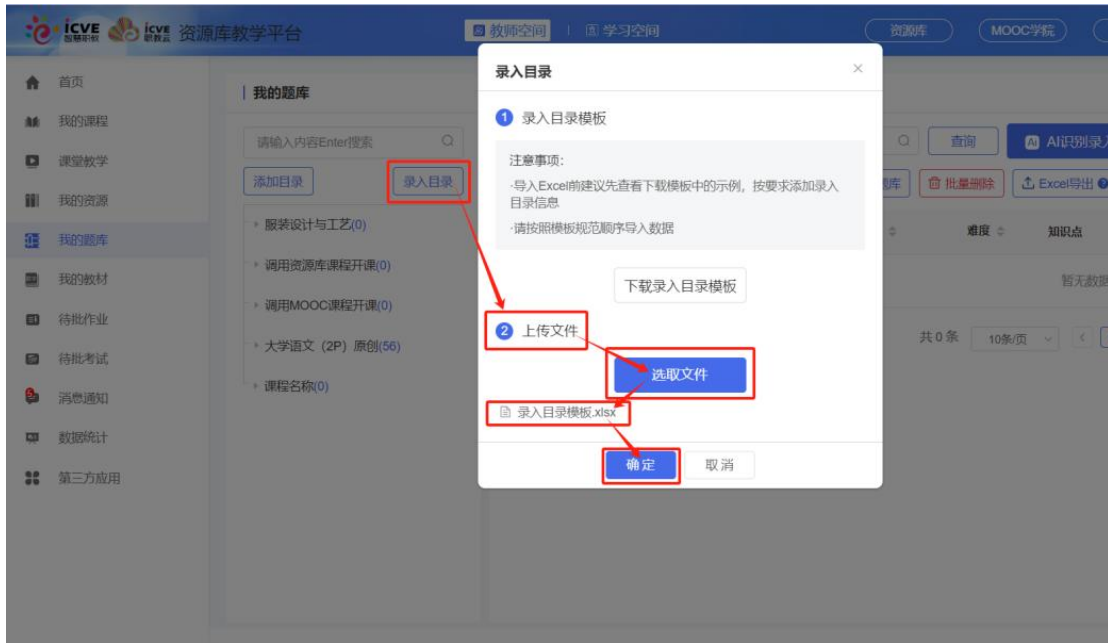 icve 智慧职教 icve 职教云 资源库教学平台
教师空间 | 学习空间
资源库
MOOC学院
首页
我的课程
课堂教学
我的资源
我的题库
我的教材
待批作业
待批考试
消息通知
数据统计
第三方应用
我的题库
请输入内容Enter搜索
添加目录
录入目录
服装设计与工艺(0)
调用资源库课程开课(0)
调用MOOC课程开课(0)
大学语文（2P）原创(56)
课程名称(0)
录入目录
1 录入目录模板
注意事项：
·导入Excel前建议先查看下载模板中的示例，按要求添加录入
目录信息
·请按照模板规范顺序导入数据
下载录入目录模板
2 上传文件
选取文件
录入目录模板.xlsx
确定
取消
查询
AI AI识别录
批量删除
Excel导出
难度
知识点
暂无数据
共0条
10条/页